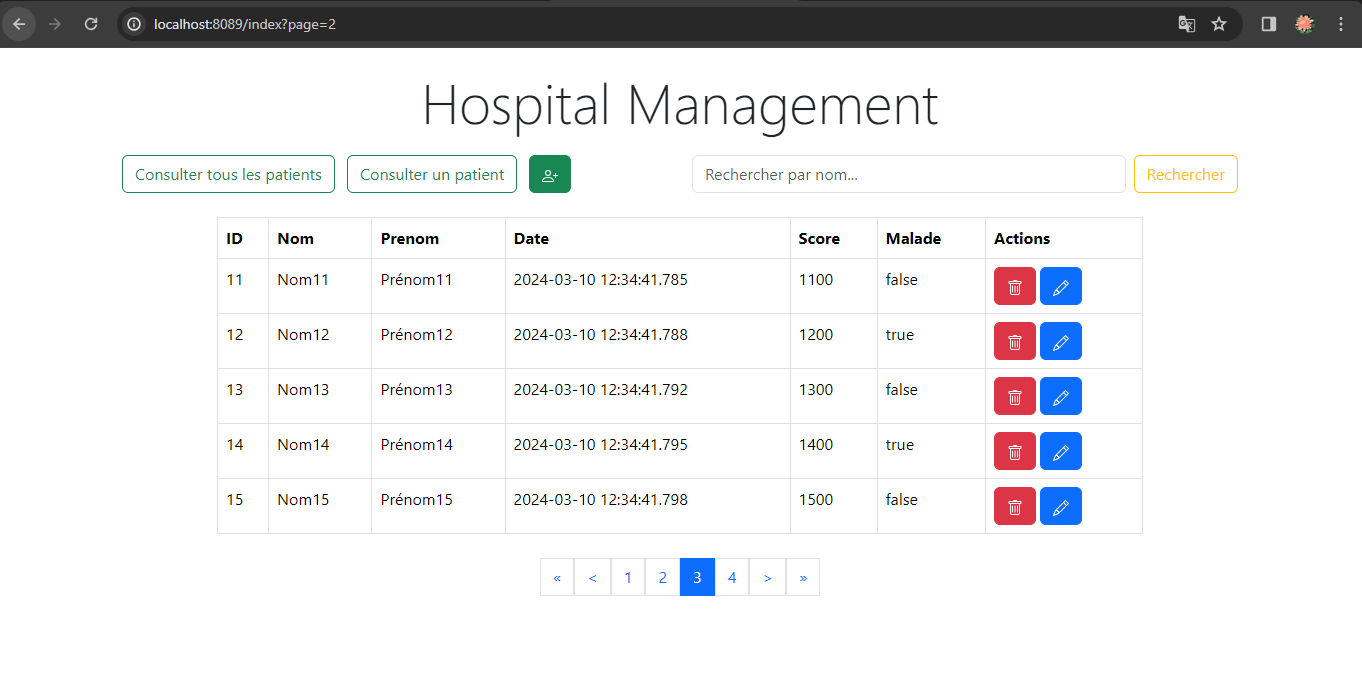 localhost:8089/index?page=2
Hospital Management
Consulter tous les patients Consulter un patient Rechercher par nom... Rechercher
ID Nom Prenom Date Score Malade Actions
11 Nom11 Prénom11 2024-03-10 12:34:41.785 1100 false
12 Nom12 Prénom12 2024-03-10 12:34:41.788 1200 true
13 Nom13 Prénom13 2024-03-10 12:34:41.792 1300 false
14 Nom14 Prénom14 2024-03-10 12:34:41.795 1400 true
15 Nom15 Prénom15 2024-03-10 12:34:41.798 1500 false
« < 1 2 3 4 > »